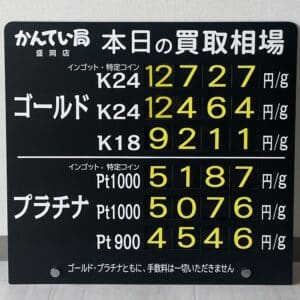 かんてい局 本日の買取相場
盛岡店
インゴット・特定コイン
K24 12727 円/g
ゴールド K24 12464 円/g
K18 9211 円/g
インゴット・特定コイン
Pt1000 5187 円/g
プラチナ Pt1000 5076 円/g
Pt900 4546 円/g
ゴールド・プラチナともに、手数料は一切いただきません